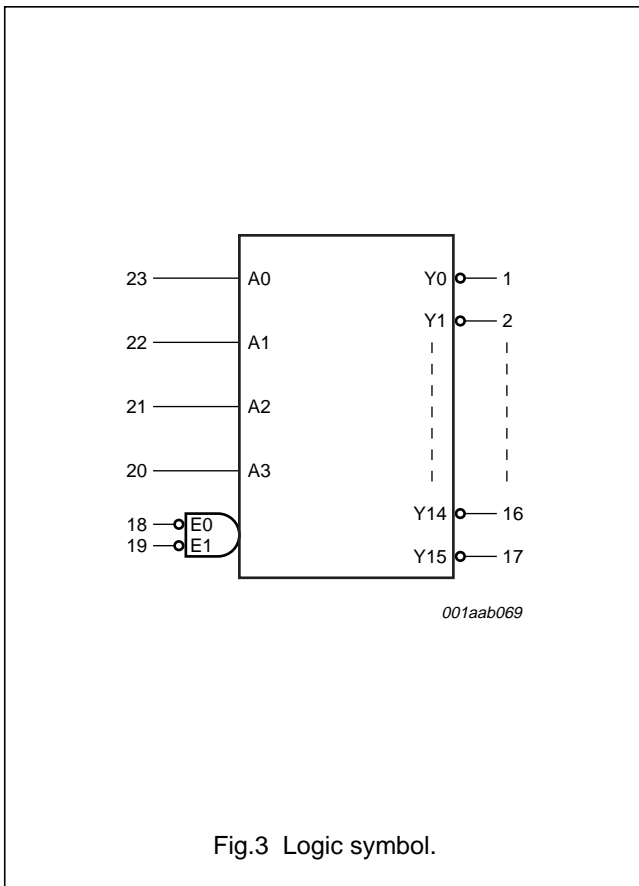 23 A0 Y0 1
Y1 2
22 A1
21 A2
20 A3
Y14 16
18 E0
19 E1
Y15 17
001aab069
Fig.3 Logic symbol.